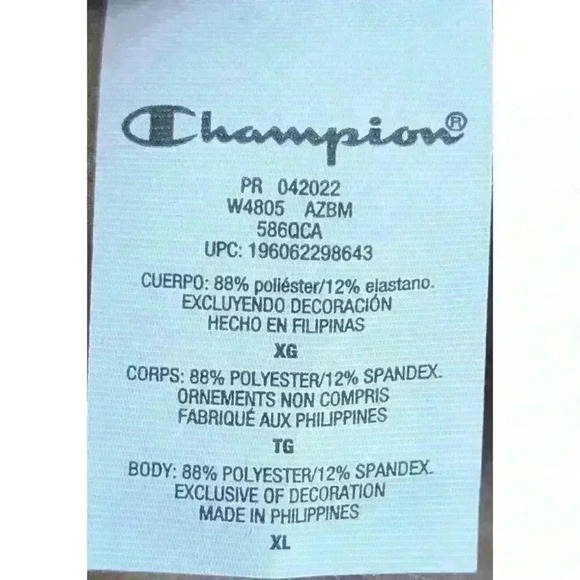 Champion®
PR 042022
W4805 AZBM
586QCA
UPC: 196062298643
CUERPO: 88% poliéster/12% elastano.
EXCLUYENDO DECORACIÓN
HECHO EN FILIPINAS
XG
CORPS: 88% POLYESTER/12% SPANDEX.
ORNEMENTS NON COMPRIS
FABRIQUÉ AUX PHILIPPINES
TG
BODY: 88% POLYESTER/12% SPANDEX.
EXCLUSIVE OF DECORATION
MADE IN PHILIPPINES
XL